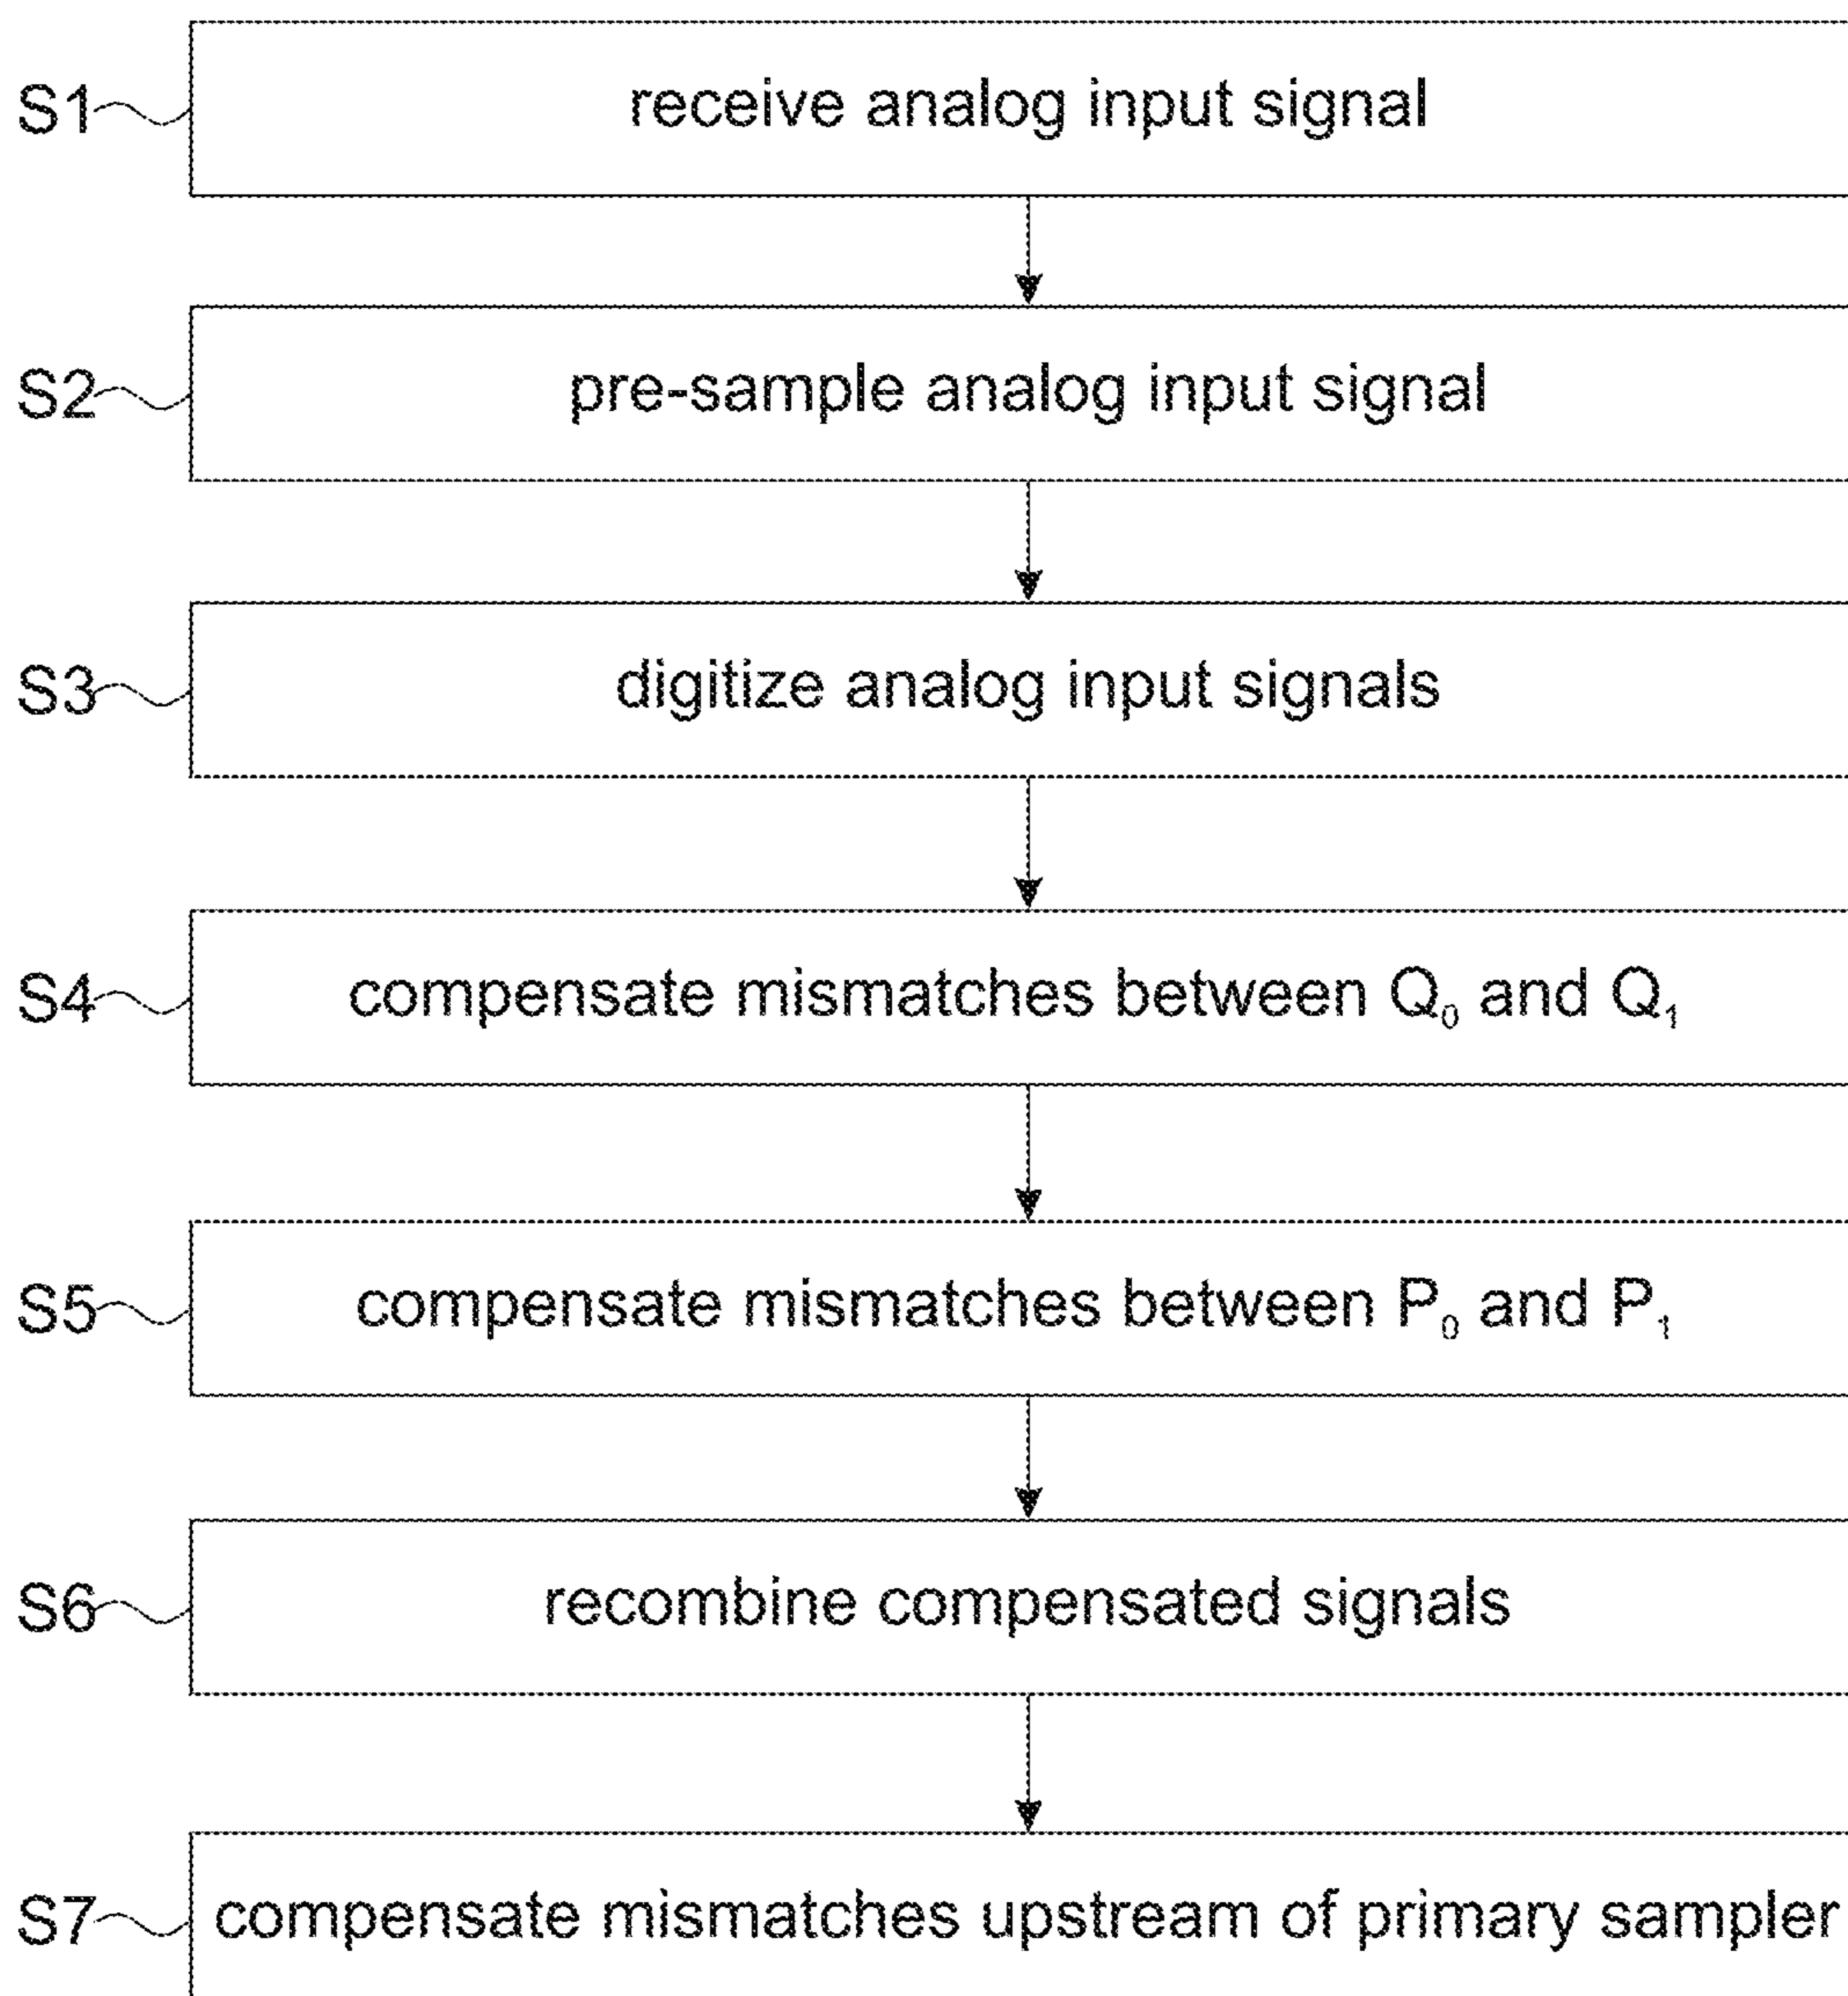 S1 receive analog input signal
S2 pre-sample analog input signal
S3 digitize analog input signals
S4 compensate mismatches between Q₀ and Q₁
S5 compensate mismatches between P₀ and P₁
S6 recombine compensated signals
S7 compensate mismatches upstream of primary sampler